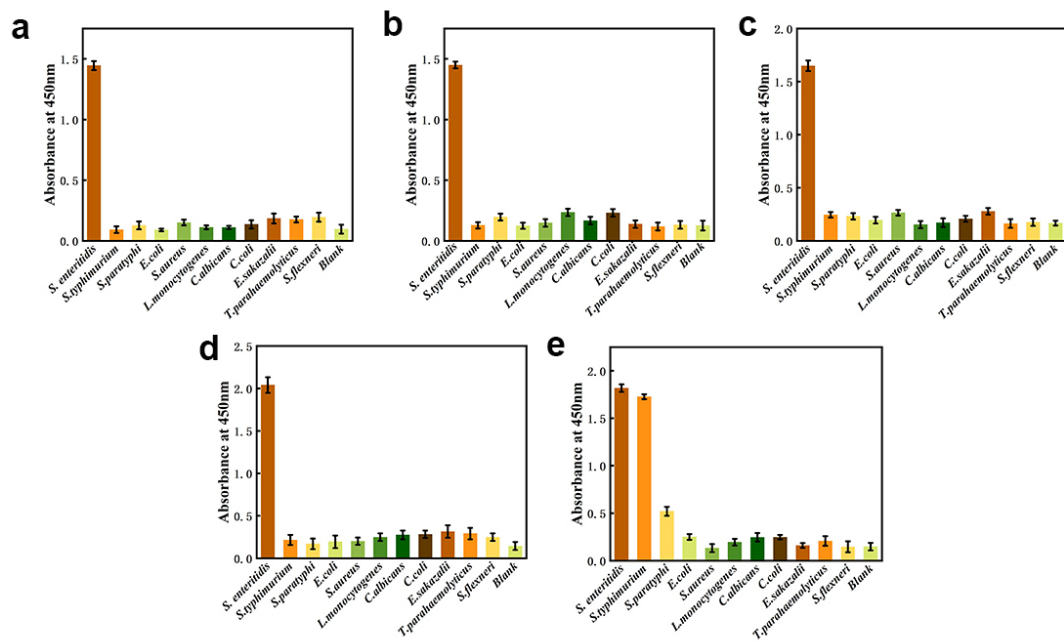 a
Absorbance at 450nm
1.5
1.0
0.5
0.0
S. enteritidis
S.typhimurium
S.paratyphi
E.coli
S.aureus
L.monocytogenes
C.albicans
C.coli
E.sakazalii
T.parahaemolyticus
S.flexneri
Blank
b
Absorbance at 450nm
1.5
1.0
0.5
0.0
S. enteritidis
S.typhimurium
S.paratyphi
E.coli
S.aureus
L.monocytogenes
C.albicans
C.coli
E.sakazalii
T.parahaemolyticus
S.flexneri
Blank
c
Absorbance at 450nm
2.0
1.5
1.0
0.5
0.0
S. enteritidis
S.typhimurium
S.paratyphi
E.coli
S.aureus
L.monocytogenes
C.albicans
C.coli
E.sakazalii
T.parahaemolyticus
S.flexneri
Blank
d
Absorbance at 450nm
2.5
2.0
1.5
1.0
0.5
0.0
S. enteritidis
S.typhimurium
S.paratyphi
E.coli
S.aureus
L.monocytogenes
C.albicans
C.coli
E.sakazalii
T.parahaemolyticus
S.flexneri
Blank
e
Absorbance at 450nm
2.0
1.5
1.0
0.5
0.0
S. enteritidis
S.typhimurium
S.paratyphi
E.coli
S.aureus
L.monocytogenes
C.albicans
C.coli
E.sakazalii
T.parahaemolyticus
S.flexneri
Blank